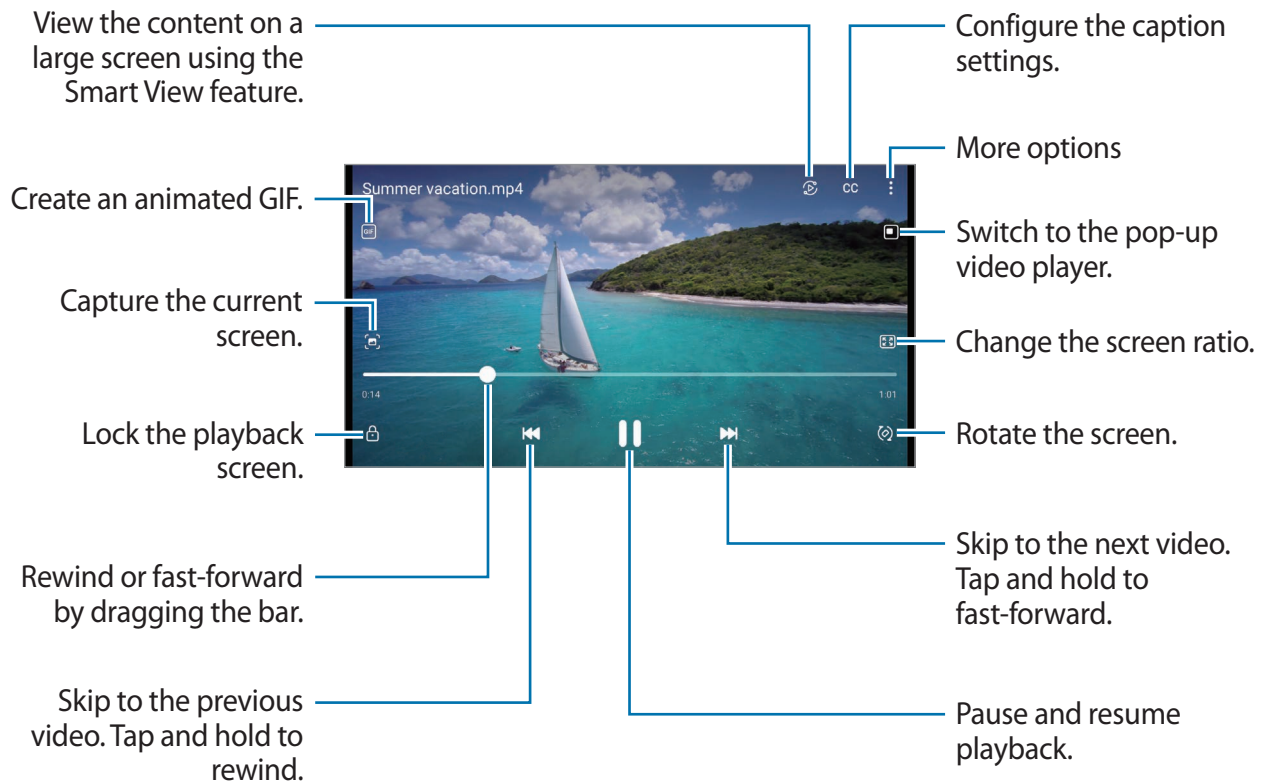 View the content on a
large screen using the
Smart View feature.
Configure the caption
settings.
More options
Create an animated GIF.
Switch to the pop-up
video player.
Capture the current
screen.
Change the screen ratio.
Lock the playback
screen.
Rotate the screen.
Rewind or fast-forward
by dragging the bar.
Skip to the next video.
Tap and hold to
fast-forward.
Skip to the previous
video. Tap and hold to
rewind.
Pause and resume
playback.
Summer vacation.mp4
CC
GIF
0:14
1:01